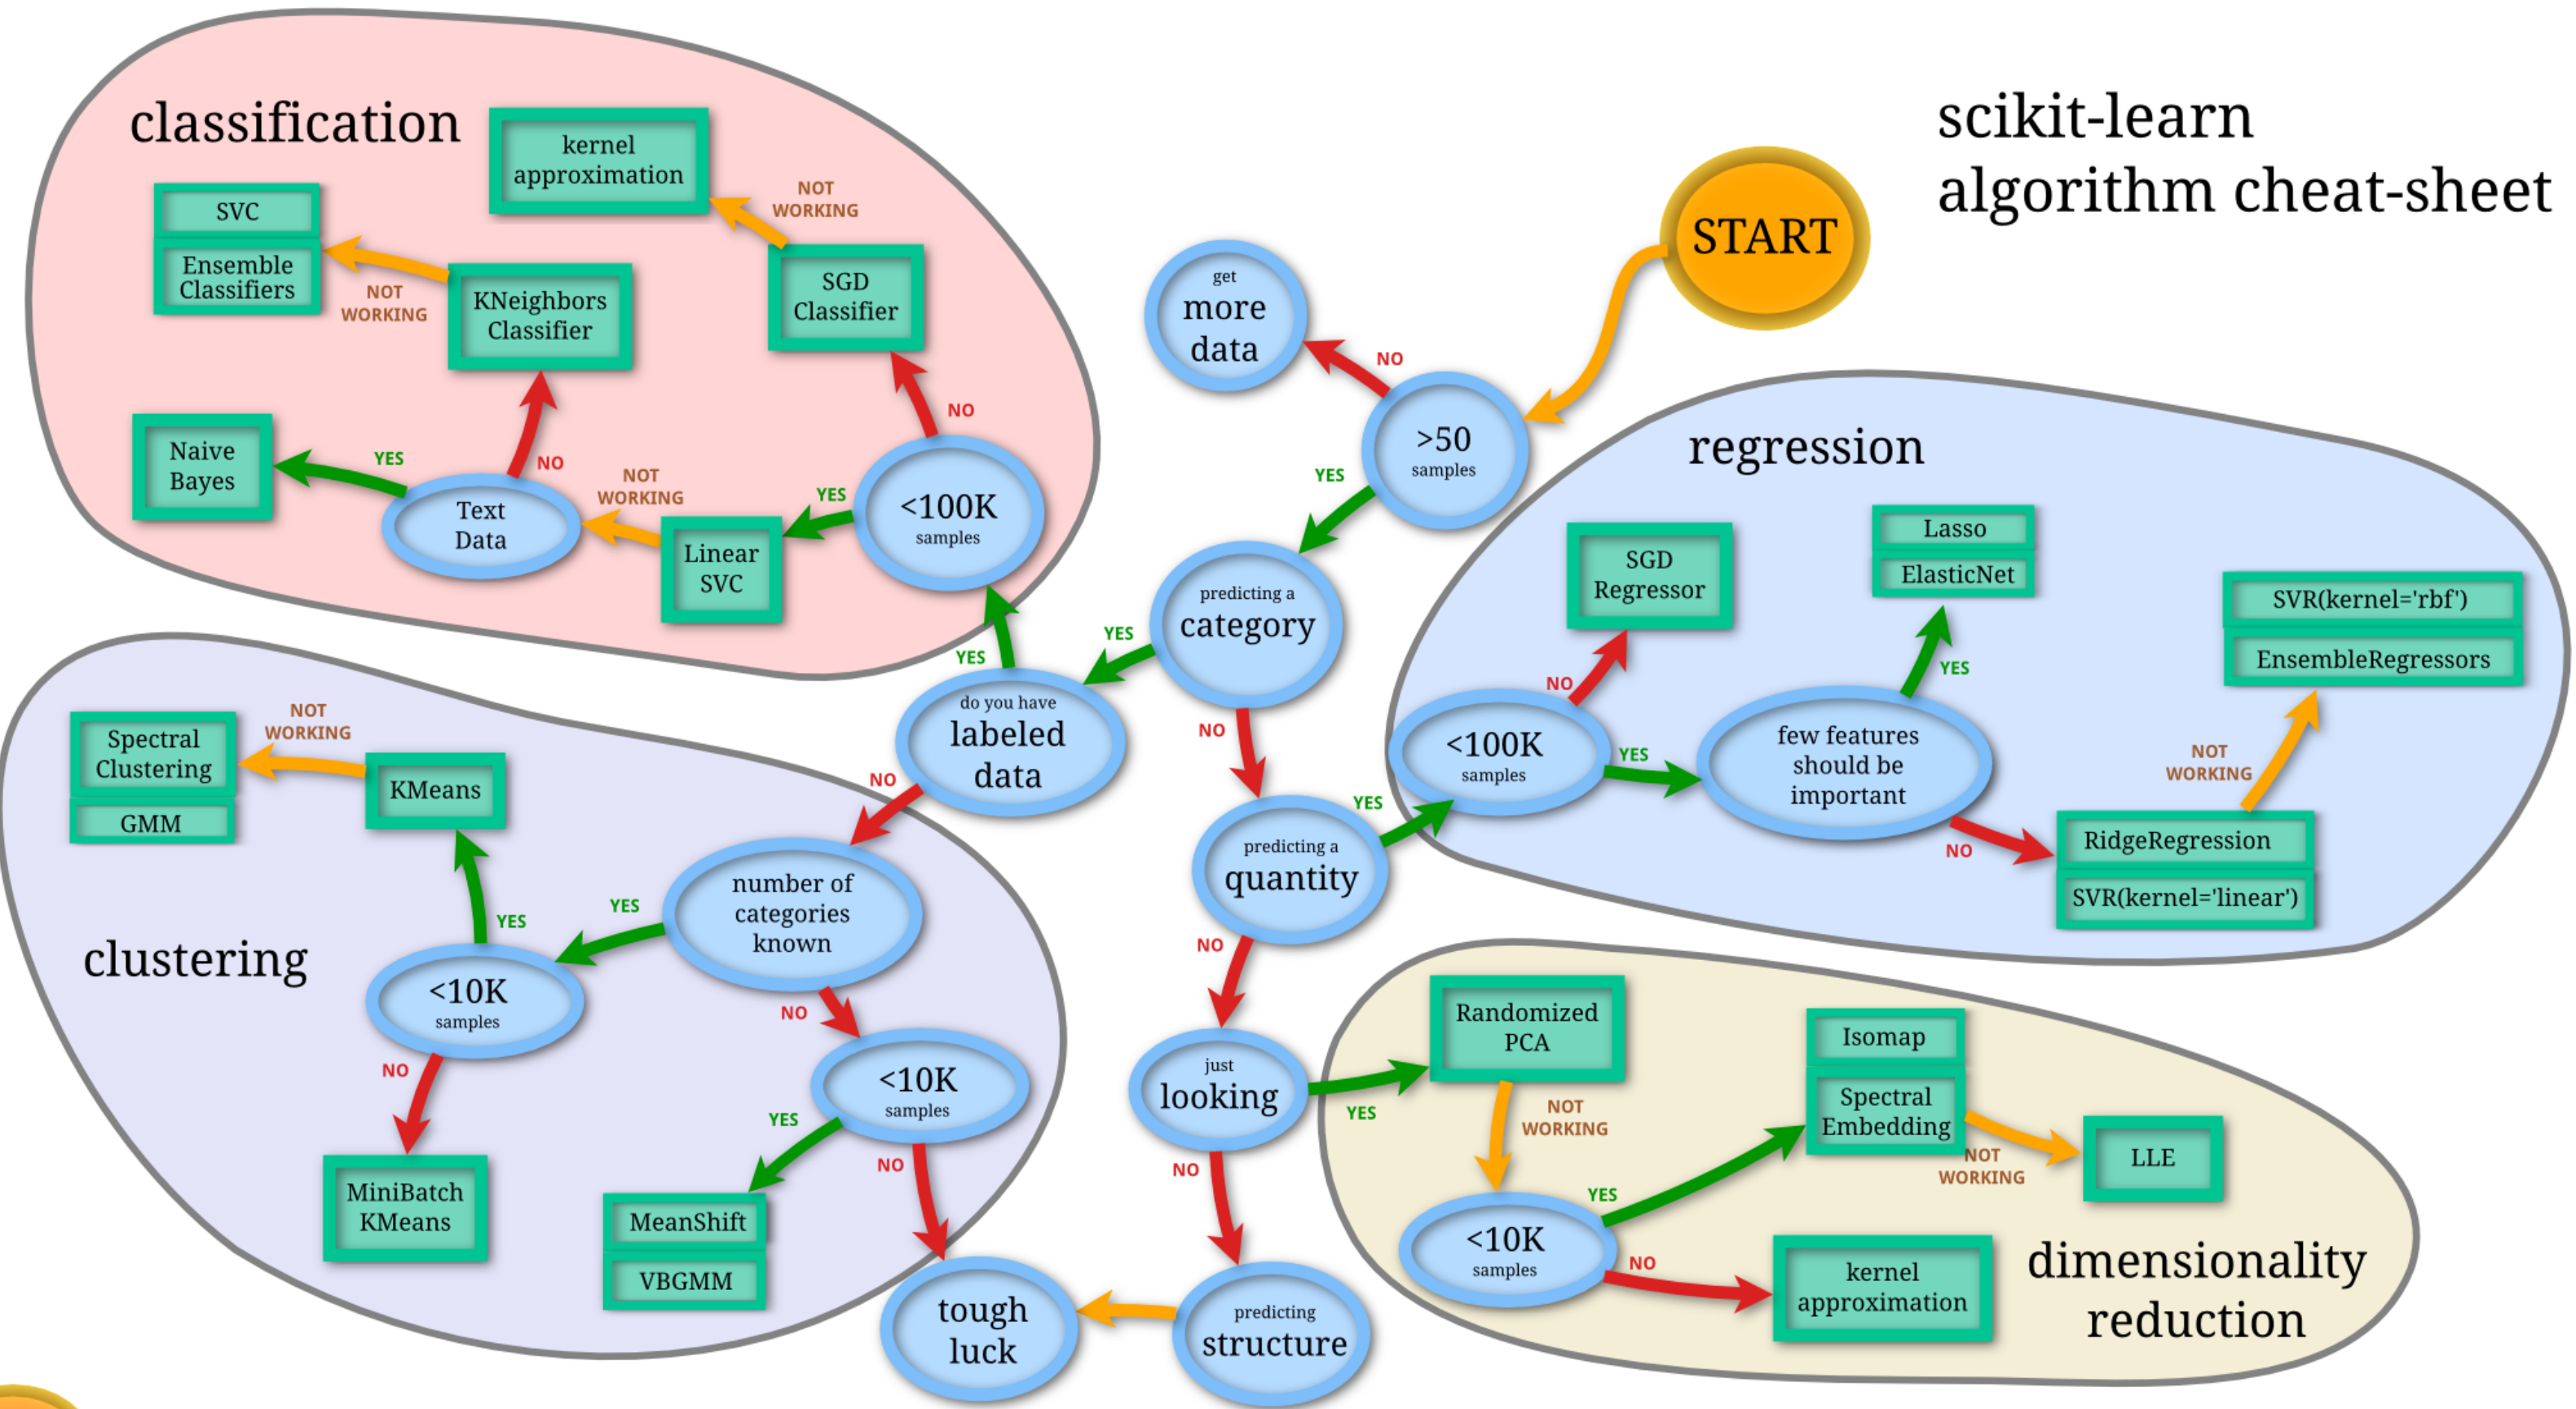 scikit-learn
algorithm cheat-sheet
START
classification
kernel
approximation
NOT
WORKING
SVC
Ensemble
Classifiers
NOT
WORKING
KNeighbors
Classifier
SGD
Classifier
NO
Naive
Bayes
YES
Text
Data
NO
NOT
WORKING
Linear
SVC
YES
<100K
samples
YES
get
more
data
NO
>50
samples
YES
predicting a
category
YES
do you have
labeled
data
NO
NO
predicting a
quantity
YES
NO
just
looking
YES
NO
predicting
structure
tough
luck
regression
SGD
Regressor
NO
<100K
samples
YES
Lasso
ElasticNet
YES
few features
should be
important
NO
SVR(kernel='rbf')
EnsembleRegressors
NOT
WORKING
RidgeRegression
SVR(kernel='linear')
clustering
Spectral
Clustering
GMM
NOT
WORKING
KMeans
YES
<10K
samples
YES
number of
categories
known
NO
NO
MiniBatch
KMeans
<10K
samples
YES
NO
MeanShift
VBGMM
Randomized
PCA
NOT
WORKING
<10K
samples
YES
NO
Isomap
Spectral
Embedding
NOT
WORKING
LLE
kernel
approximation
dimensionality
reduction